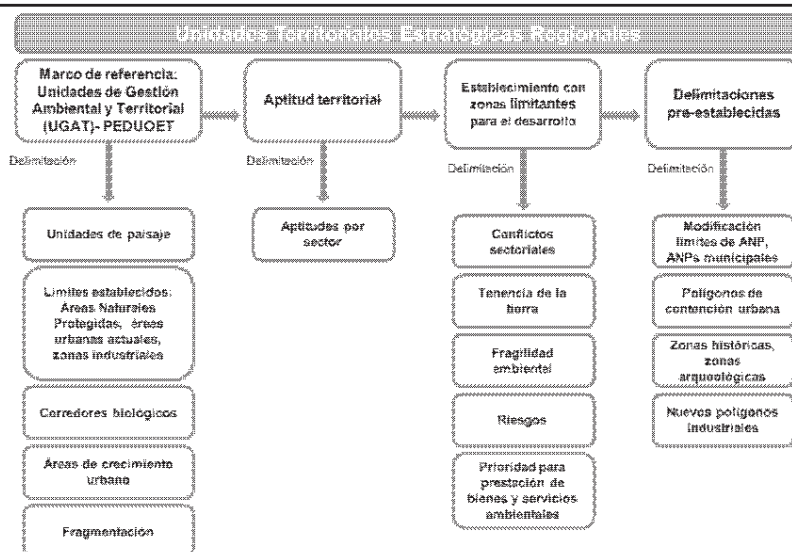 Unidades Territoriales Estratégicas Regionales
Marco de referencia:
Unidades de Gestión
Ambiental y Territorial
(UGAT)- PEDUOET
Delimitación
Unidades de paisaje
Límites establecidos:
Áreas Naturales
Protegidas, áreas
urbanas actuales,
zonas industriales
Corredores biológicos
Áreas de crecimiento
urbano
Fragmentación
Aptitud territorial
Delimitación
Aptitudes por
sector
Establecimiento con
zonas limitantes
para el desarrollo
Delimitación
Conflictos
sectoriales
Tenencia de la
tierra
Fragilidad
ambiental
Riesgos
Prioridad para
prestación de
bienes y servicios
ambientales
Delimitaciones
pre-establecidas
Delimitación
Modificación
límites de ANP,
ANPs municipales
Polígonos de
contención urbana
Zonas históricas,
zonas
arqueológicas
Nuevos polígonos
industriales